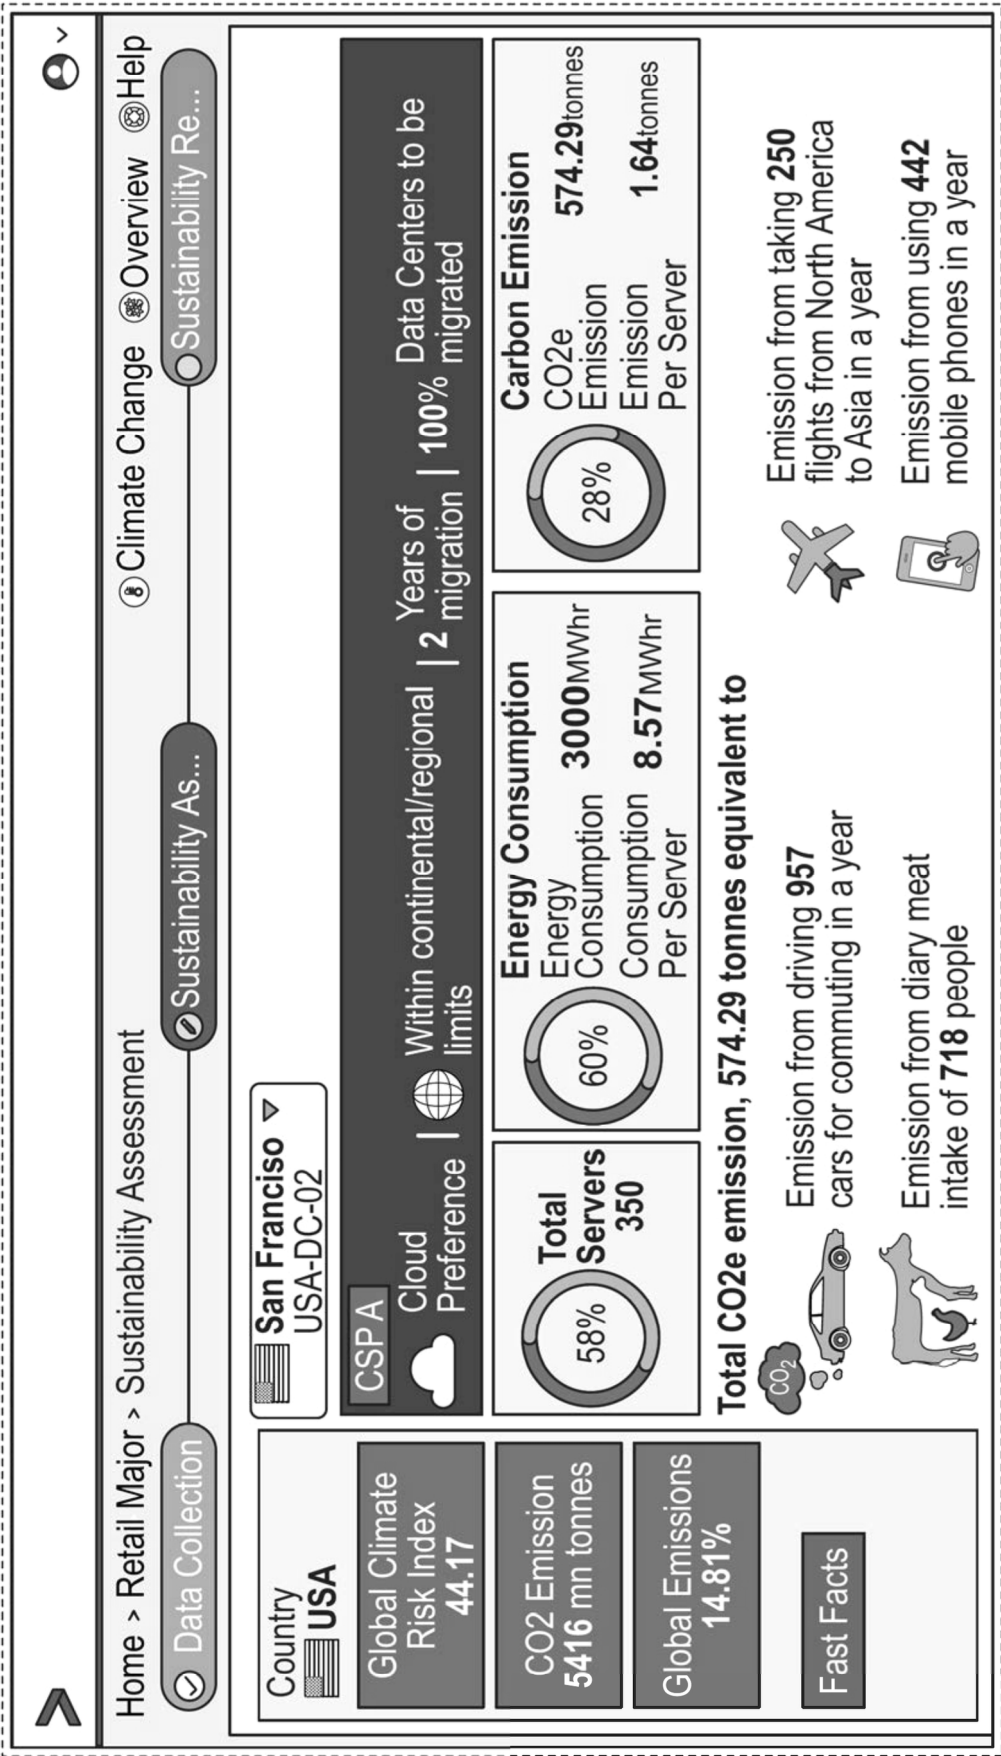 Home > Retail Major > Sustainability Assessment
Climate Change
Overview
Help
Data Collection
Sustainability As...
Sustainability Re...
Country
USA
Global Climate
Risk Index
44.17
CO2 Emission
5416 mn tonnes
Global Emissions
14.81%
Fast Facts
San Franciso
USA-DC-02
CSP A
Cloud
Preference
Within continental/regional
limits
2 Years of
migration
100% Data Centers to be
migrated
58%
Total
Servers
350
60%
Energy Consumption
Energy
Consumption 3000MWhr
Consumption 8.57MWhr
Per Server
28%
Carbon Emission
CO2e 574.29tonnes
Emission
Emission 1.64tonnes
Per Server
Total CO2e emission, 574.29 tonnes equivalent to
CO2
Emission from driving 957
cars for commuting in a year
Emission from taking 250
flights from North America
to Asia in a year
Emission from diary meat
intake of 718 people
Emission from using 442
mobile phones in a year